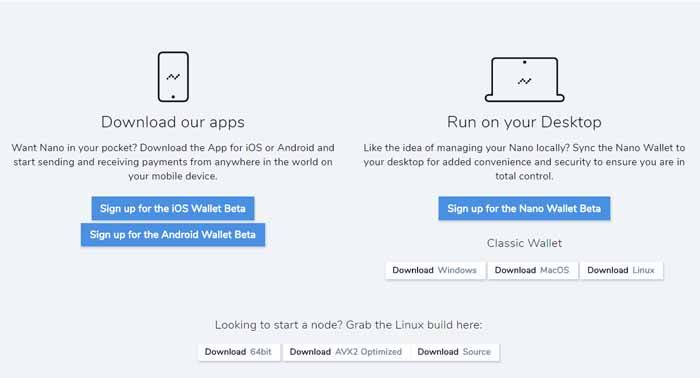 Download our apps
Want Nano in your pocket? Download the App for iOS or Android and
start sending and receiving payments from anywhere in the world on
your mobile device.
Sign up for the iOS Wallet Beta
Sign up for the Android Wallet Beta
Run on your Desktop
Like the idea of managing your Nano locally? Sync the Nano Wallet to
your desktop for added convenience and security to ensure you are in
total control.
Sign up for the Nano Wallet Beta
Classic Wallet
Download Windows Download MacOS Download Linux
Looking to start a node? Grab the Linux build here:
Download 64bit Download AVX2 Optimized Download Source